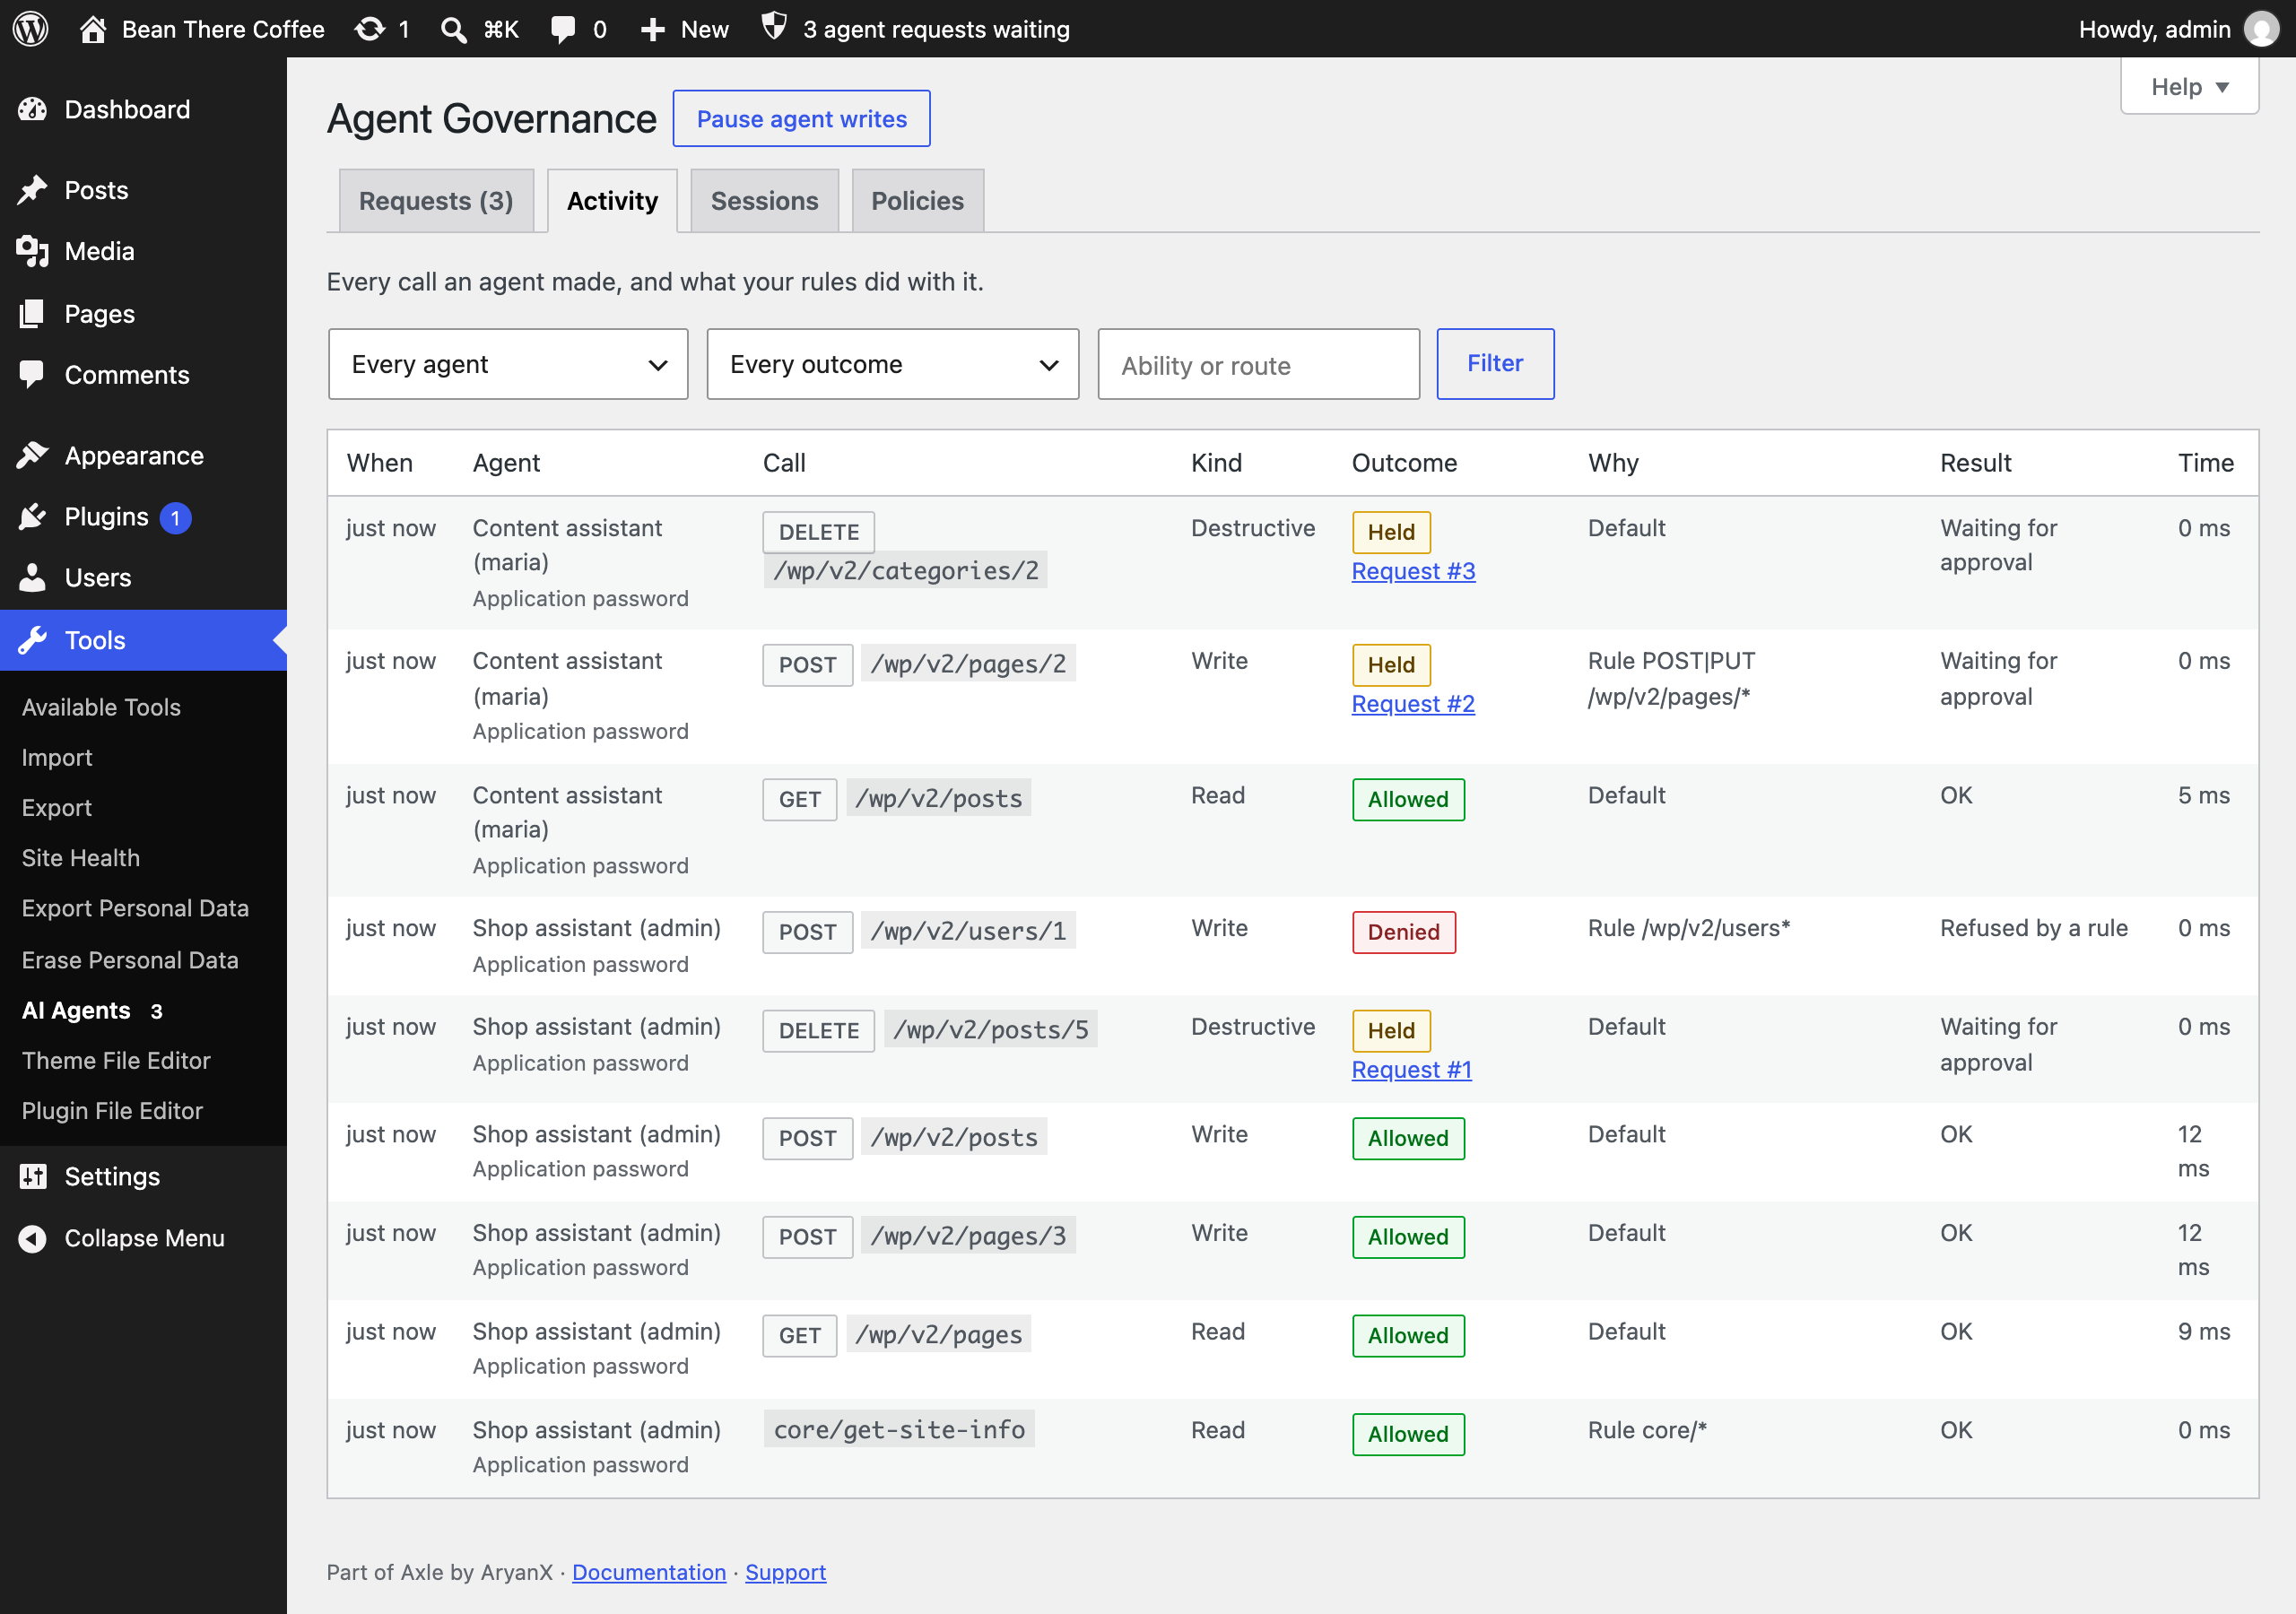 Bean There Coffee 1 ⌘K 0 New 3 agent requests waiting Howdy, admin
Dashboard
Posts
Media
Pages
Comments
Appearance
Plugins 1
Users
Tools
Available Tools
Import
Export
Site Health
Export Personal Data
Erase Personal Data
AI Agents 3
Theme File Editor
Plugin File Editor
Settings
Collapse Menu
Help
Agent Governance Pause agent writes
Requests (3) Activity Sessions Policies
Every call an agent made, and what your rules did with it.
Every agent Every outcome Ability or route Filter
When Agent Call Kind Outcome Why Result Time
just now Content assistant DELETE Destructive Held Default Waiting for 0 ms
(maria) /wp/v2/categories/2 Request #3 approval
Application password
just now Content assistant POST /wp/v2/pages/2 Write Held Rule POST|PUT Waiting for 0 ms
(maria) Request #2 /wp/v2/pages/* approval
Application password
just now Content assistant GET /wp/v2/posts Read Allowed Default OK 5 ms
(maria)
Application password
just now Shop assistant (admin) POST /wp/v2/users/1 Write Denied Rule /wp/v2/users* Refused by a rule 0 ms
Application password
just now Shop assistant (admin) DELETE /wp/v2/posts/5 Destructive Held Default Waiting for 0 ms
Application password Request #1 approval
just now Shop assistant (admin) POST /wp/v2/posts Write Allowed Default OK 12
Application password ms
just now Shop assistant (admin) POST /wp/v2/pages/3 Write Allowed Default OK 12
Application password ms
just now Shop assistant (admin) GET /wp/v2/pages Read Allowed Default OK 9 ms
Application password
just now Shop assistant (admin) core/get-site-info Read Allowed Rule core/* OK 0 ms
Application password
Part of Axle by AryanX · Documentation · Support